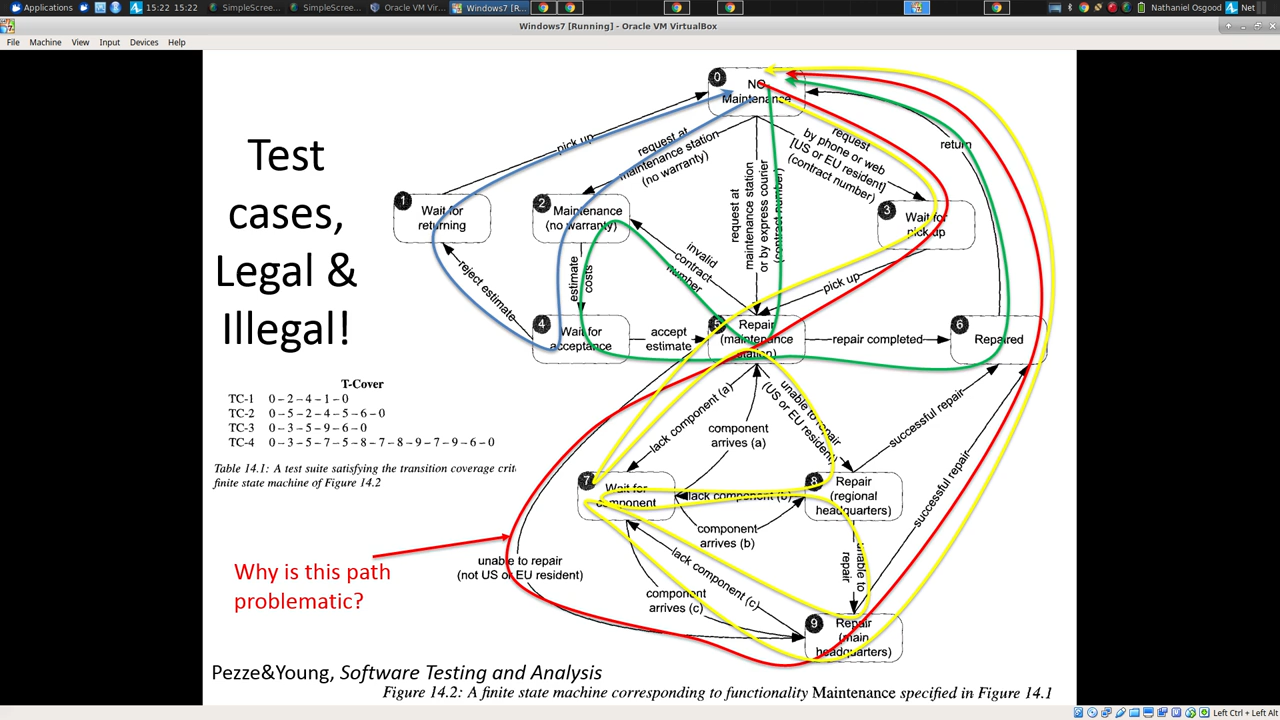 Applications
15:22 15:22
SimpleScree...
SimpleScree...
Oracle VM Vir...
Windows7 [R...
Nathaniel Osgood
Net
Windows7 [Running] - Oracle VM VirtualBox
File Machine View Input Devices Help
Test
cases,
Legal &
Illegal!
0
NO
Maintenance
pick up
request at
maintenance station
(no warranty)
request
by phone or web
[US or EU resident]
(contract number)
return
request at
maintenance station
or by express courier
(contract number)
1
Wait for
returning
2
Maintenance
(no warranty)
3
Wait for
pick up
reject estimate
estimate
costs
invalid
contract
number
pick up
4
Wait for
acceptance
accept
estimate
5
Repair
(maintenance
station)
repair completed
6
Repaired
T-Cover
TC-1 0 – 2 – 4 – 1 – 0
TC-2 0 – 5 – 2 – 4 – 5 – 6 – 0
TC-3 0 – 3 – 5 – 9 – 6 – 0
TC-4 0 – 3 – 5 – 7 – 5 – 8 – 7 – 8 – 9 – 7 – 9 – 6 – 0
Table 14.1: A test suite satisfying the transition coverage crite
finite state machine of Figure 14.2
lack component (a)
component
arrives (a)
unable to repair
(US or EU resident)
successful repair
7
Wait for
component
lack component (b)
component
arrives (b)
8
Repair
(regional
headquarters)
successful repair
unable to repair
(not US or EU resident)
lack component (c)
component
arrives (c)
unable to
repair
9
Repair
(main
headquarters)
Why is this path
problematic?
Pezze&Young, Software Testing and Analysis
Figure 14.2: A finite state machine corresponding to functionality Maintenance specified in Figure 14.1
Left Ctrl + Left Alt